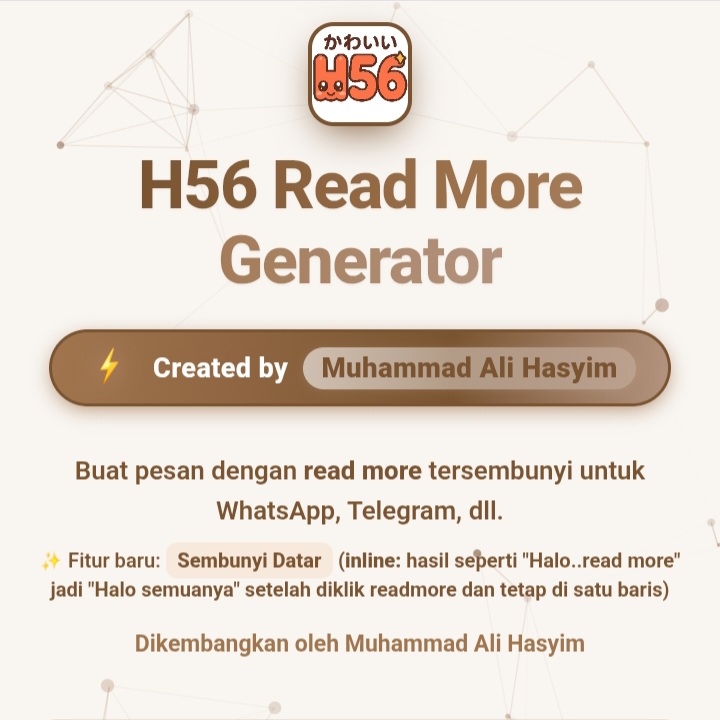 かわいい
H56
H56 Read More
Generator
⚡ Created by Muhammad Ali Hasyim
Buat pesan dengan read more tersembunyi untuk
WhatsApp, Telegram, dll.
✨ Fitur baru: Sembunyi Datar (inline: hasil seperti "Halo..read more"
jadi "Halo semuanya" setelah diklik readmore dan tetap di satu baris)
Dikembangkan oleh Muhammad Ali Hasyim